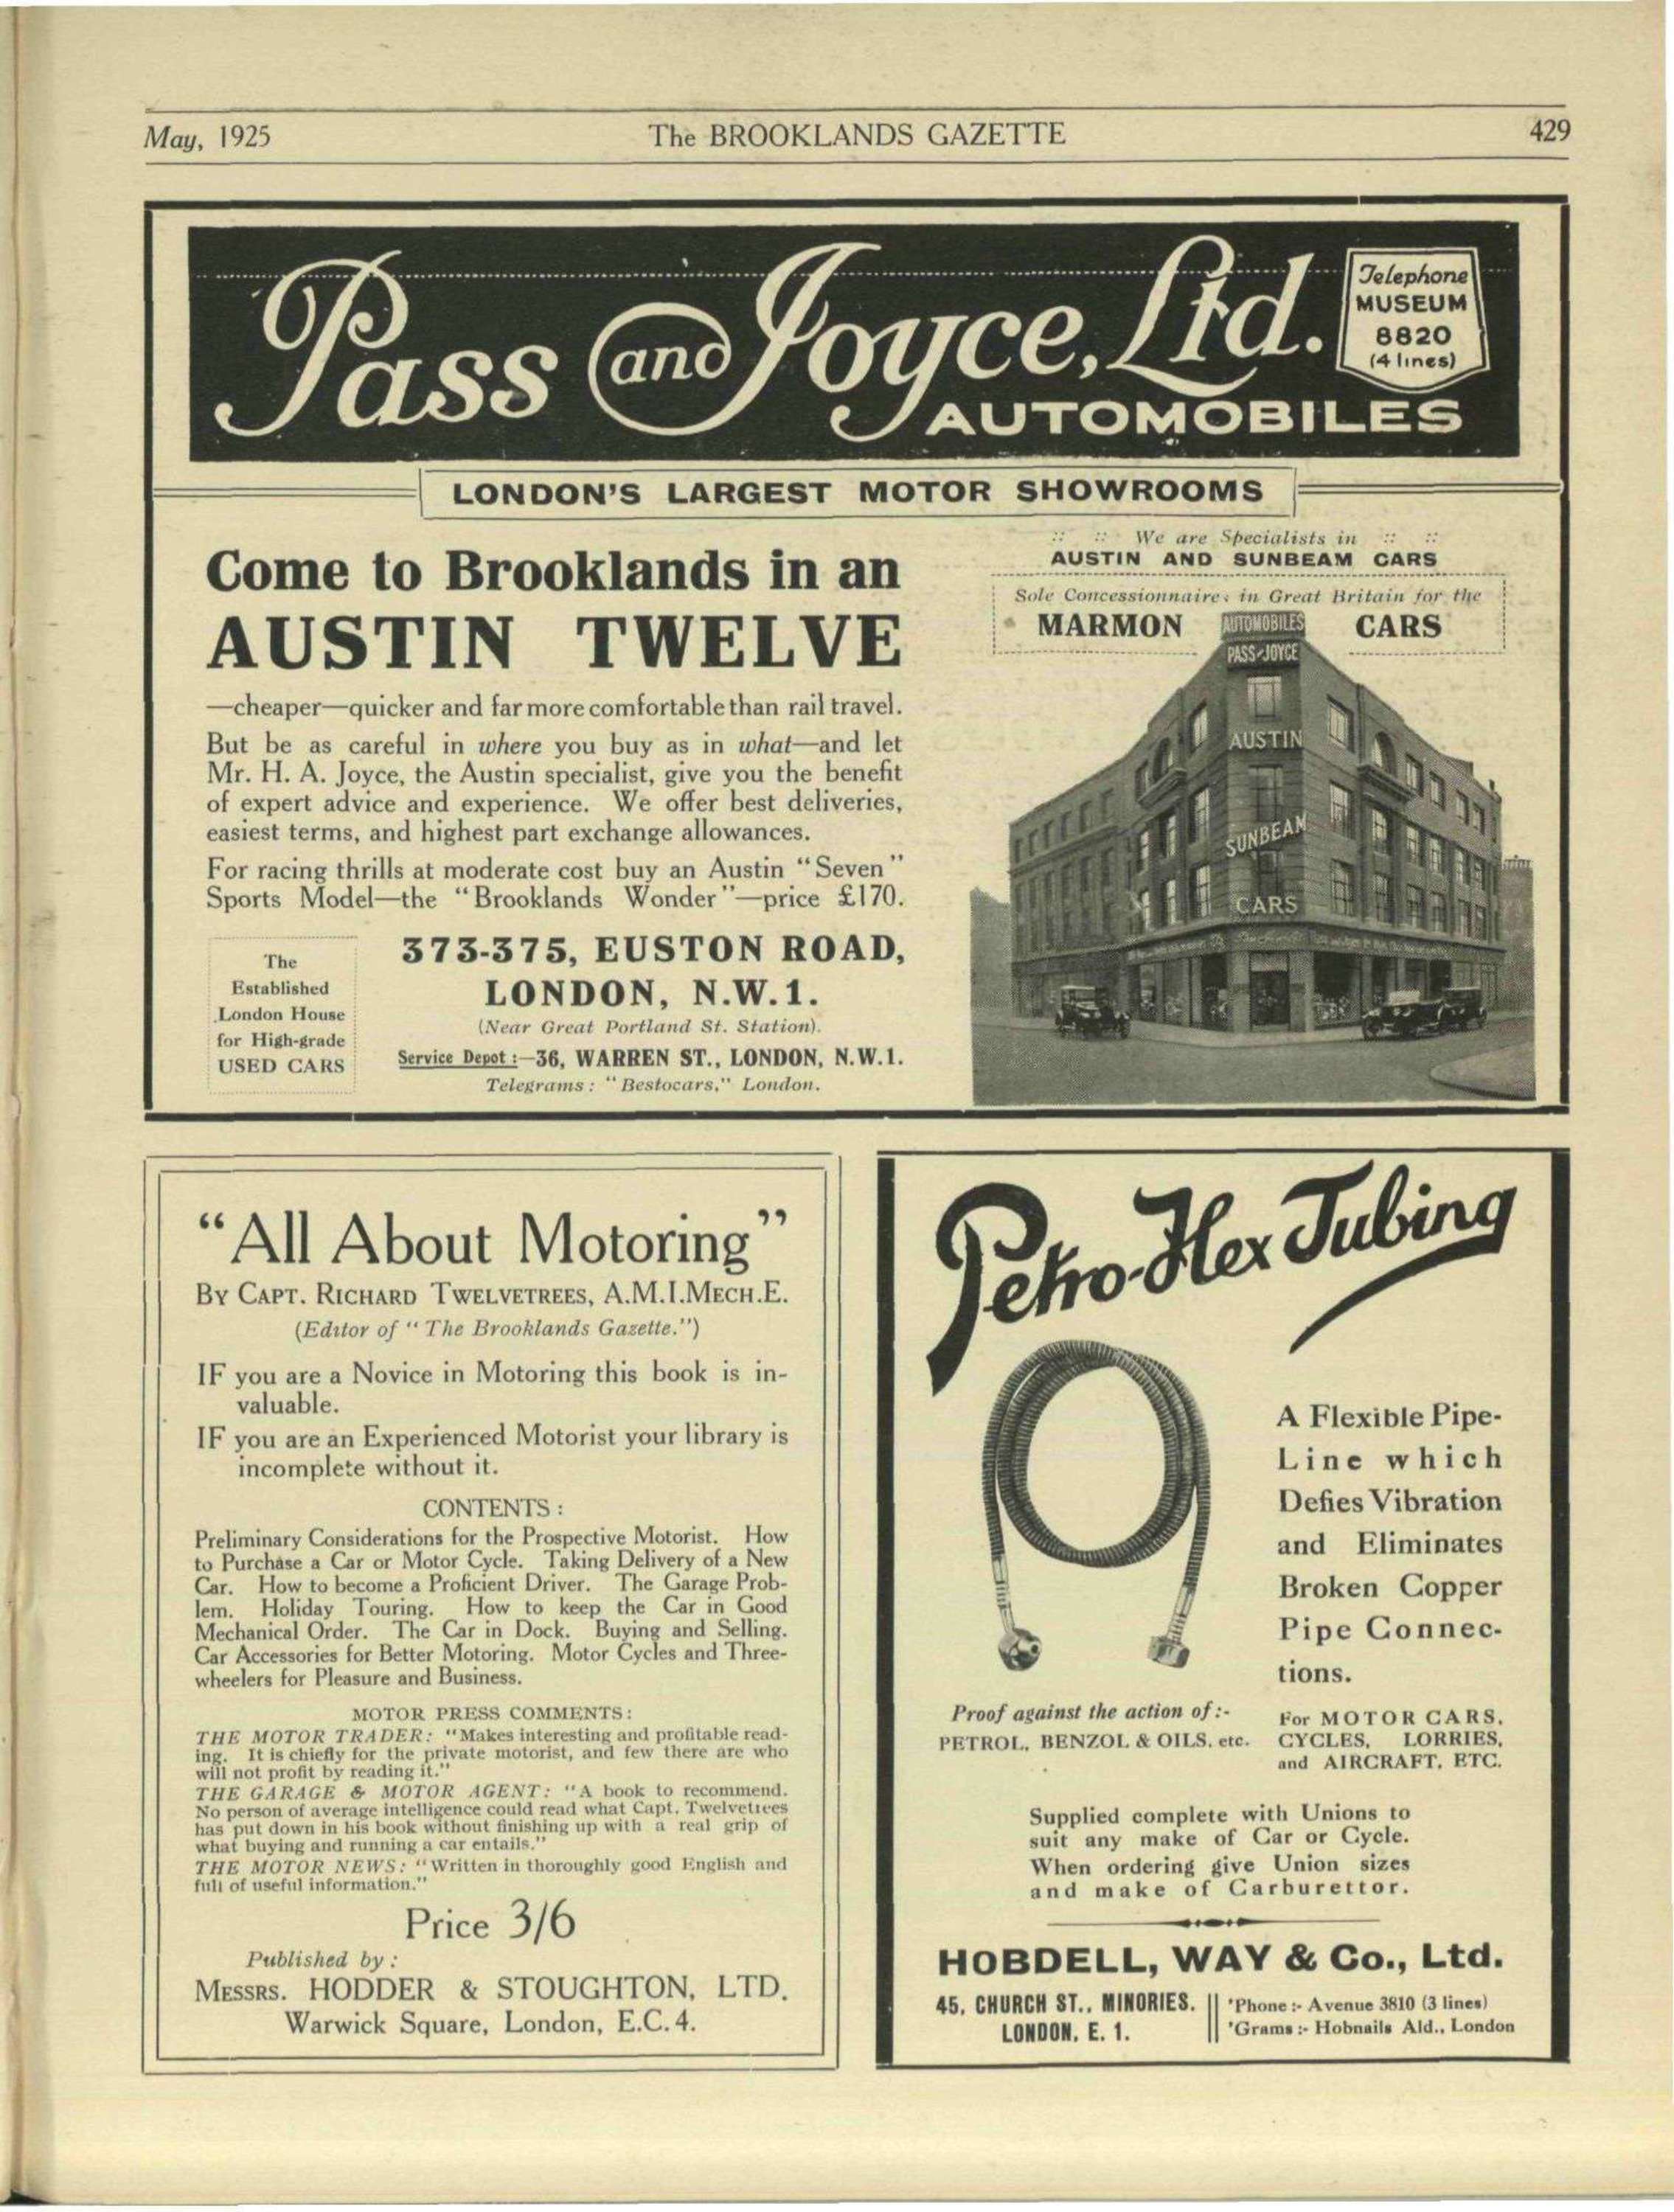 May, 1925
The BROOKLANDS GAZETTE
429
Pass and Joyce, Ltd.
AUTOMOBILES
Telephone
MUSEUM
8820
(4 lines)
LONDON'S LARGEST MOTOR SHOWROOMS
Come to Brooklands in an
AUSTIN TWELVE
—cheaper—quicker and far more comfortable than rail travel.
But be as careful in where you buy as in what—and let
Mr. H. A. Joyce, the Austin specialist, give you the benefit
of expert advice and experience. We offer best deliveries,
easiest terms, and highest part exchange allowances.
For racing thrills at moderate cost buy an Austin "Seven"
Sports Model—the "Brooklands Wonder"—price £170.
The
Established
London House
for High-grade
USED CARS
373-375, EUSTON ROAD,
LONDON, N.W.1.
(Near Great Portland St. Station).
Service Depot :—36, WARREN ST., LONDON, N.W.1.
Telegrams : "Bestocars," London.
:: :: We are Specialists in :: ::
AUSTIN AND SUNBEAM CARS
Sole Concessionnaires in Great Britain for the
MARMON CARS
AUTOMOBILES
PASS & JOYCE
AUSTIN
SUNBEAM
CARS
"All About Motoring"
BY CAPT. RICHARD TWELVETREES, A.M.I.MECH.E.
(Editor of "The Brooklands Gazette.")
IF you are a Novice in Motoring this book is in-
valuable.
IF you are an Experienced Motorist your library is
incomplete without it.
CONTENTS :
Preliminary Considerations for the Prospective Motorist. How
to Purchase a Car or Motor Cycle. Taking Delivery of a New
Car. How to become a Proficient Driver. The Garage Prob-
lem. Holiday Touring. How to keep the Car in Good
Mechanical Order. The Car in Dock. Buying and Selling.
Car Accessories for Better Motoring. Motor Cycles and Three-
wheelers for Pleasure and Business.
MOTOR PRESS COMMENTS:
THE MOTOR TRADER: "Makes interesting and profitable read-
ing. It is chiefly for the private motorist, and few there are who
will not profit by reading it."
THE GARAGE & MOTOR AGENT: "A book to recommend.
No person of average intelligence could read what Capt. Twelvetrees
has put down in his book without finishing up with a real grip of
what buying and running a car entails."
THE MOTOR NEWS: "Written in thoroughly good English and
full of useful information."
Price 3/6
Published by :
MESSRS. HODDER & STOUGHTON, LTD.
Warwick Square, London, E.C.4.
Petro-Flex Tubing
A Flexible Pipe-
Line which
Defies Vibration
and Eliminates
Broken Copper
Pipe Connec-
tions.
Proof against the action of :-
PETROL, BENZOL & OILS, etc.
For MOTOR CARS,
CYCLES, LORRIES,
and AIRCRAFT, ETC.
Supplied complete with Unions to
suit any make of Car or Cycle.
When ordering give Union sizes
and make of Carburettor.
HOBDELL, WAY & Co., Ltd.
45, CHURCH ST., MINORIES.
LONDON, E. 1.
'Phone :- Avenue 3810 (3 lines)
'Grams :- Hobnails Ald., London